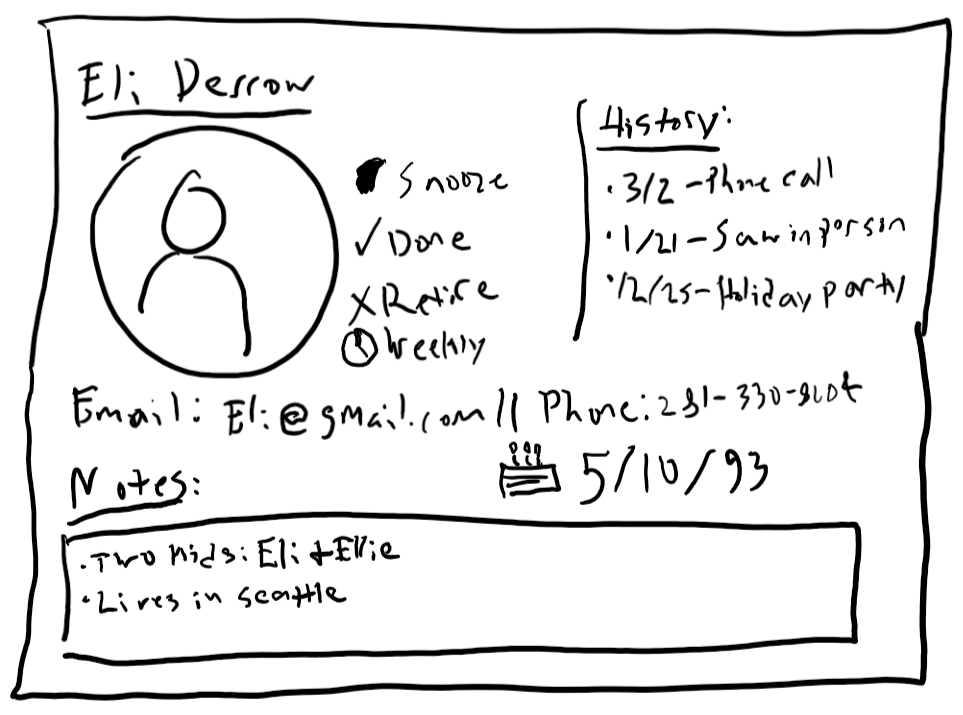 Eli Derrow
Snooze
✓ Done
X Retire
Weekly
History:
• 3/2 - Phone call
• 1/21 - Saw in person
• 12/25 - Holiday party
Email: Eli@gmail.com || Phone: 281-330-8004
5/10/93
Notes:
• Two kids: Eli + Ellie
• Lives in seattle